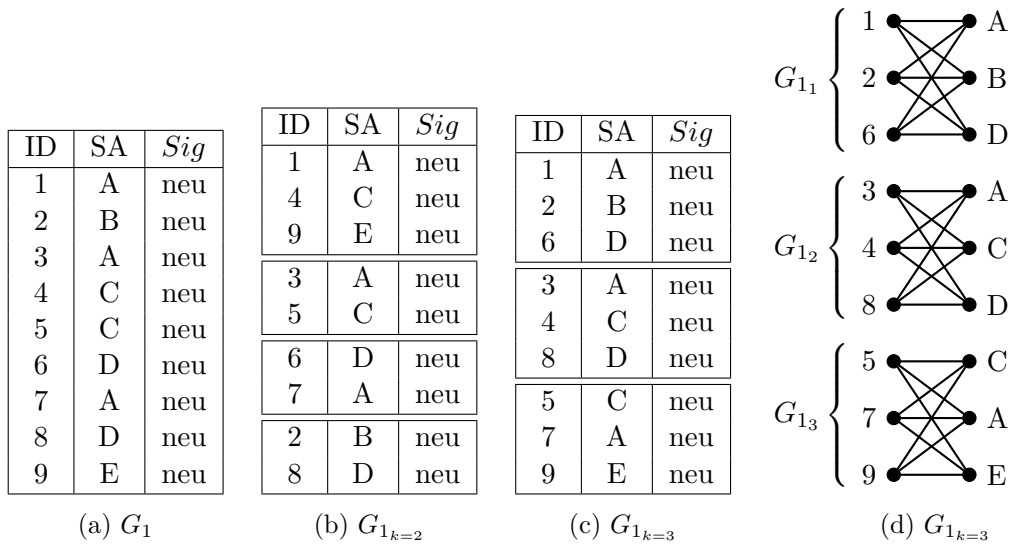 ID SA Sig
1 A neu
2 B neu
3 A neu
4 C neu
5 C neu
6 D neu
7 A neu
8 D neu
9 E neu
(a) G₁
ID SA Sig
1 A neu
4 C neu
9 E neu
3 A neu
5 C neu
6 D neu
7 A neu
2 B neu
8 D neu
(b) G₁ₖ₌₂
ID SA Sig
1 A neu
2 B neu
6 D neu
3 A neu
4 C neu
8 D neu
5 C neu
7 A neu
9 E neu
(c) G₁ₖ₌₃
1 A
G₁₁ { 2 B
6 D
3 A
G₁₂ { 4 C
8 D
5 C
G₁₃ { 7 A
9 E
(d) G₁ₖ₌₃